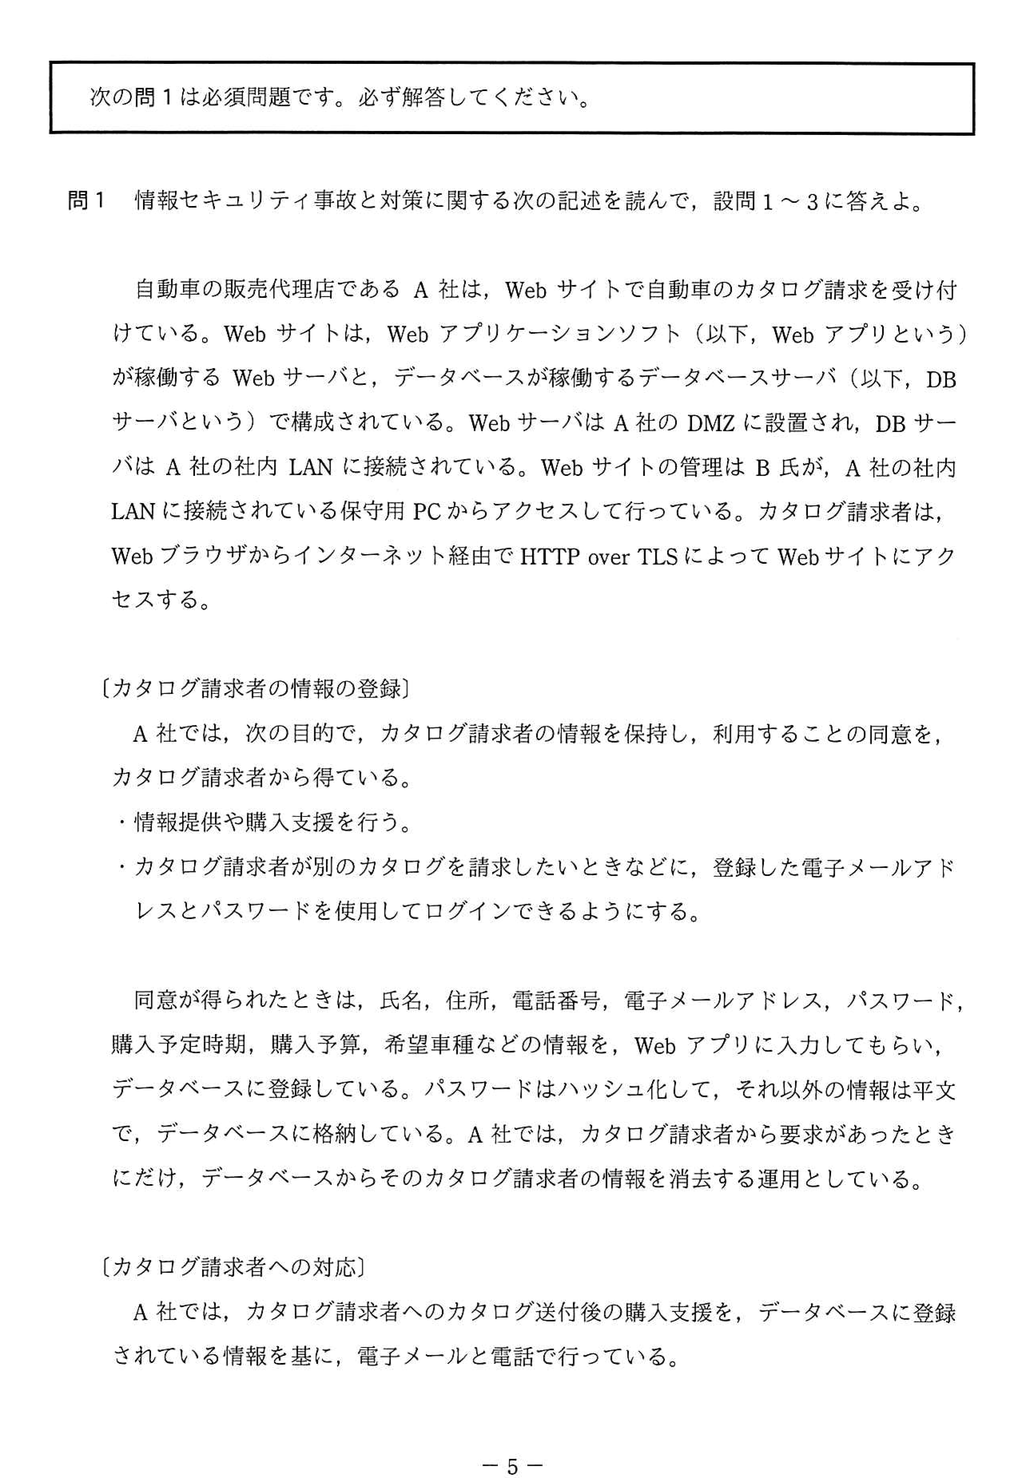 次の問1は必須問題です。必ず解答してください。
問1　情報セキュリティ事故と対策に関する次の記述を読んで，設問1～3に答えよ。
自動車の販売代理店である A 社は，Web サイトで自動車のカタログ請求を受け付
けている。Web サイトは，Web アプリケーションソフト（以下，Web アプリという）
が稼働する Web サーバと，データベースが稼働するデータベースサーバ（以下，DB
サーバという）で構成されている。Web サーバは A 社の DMZ に設置され，DB サー
バは A 社の社内 LAN に接続されている。Web サイトの管理は B 氏が，A 社の社内
LAN に接続されている保守用 PC からアクセスして行っている。カタログ請求者は，
Web ブラウザからインターネット経由で HTTP over TLS によって Web サイトにアク
セスする。
〔カタログ請求者の情報の登録〕
A 社では，次の目的で，カタログ請求者の情報を保持し，利用することの同意を，
カタログ請求者から得ている。
・情報提供や購入支援を行う。
・カタログ請求者が別のカタログを請求したいときなどに，登録した電子メールアド
レスとパスワードを使用してログインできるようにする。
同意が得られたときは，氏名，住所，電話番号，電子メールアドレス，パスワード，
購入予定時期，購入予算，希望車種などの情報を，Web アプリに入力してもらい，
データベースに登録している。パスワードはハッシュ化して，それ以外の情報は平文
で，データベースに格納している。A 社では，カタログ請求者から要求があったとき
にだけ，データベースからそのカタログ請求者の情報を消去する運用としている。
〔カタログ請求者への対応〕
A 社では，カタログ請求者へのカタログ送付後の購入支援を，データベースに登録
されている情報を基に，電子メールと電話で行っている。
－ 5 －